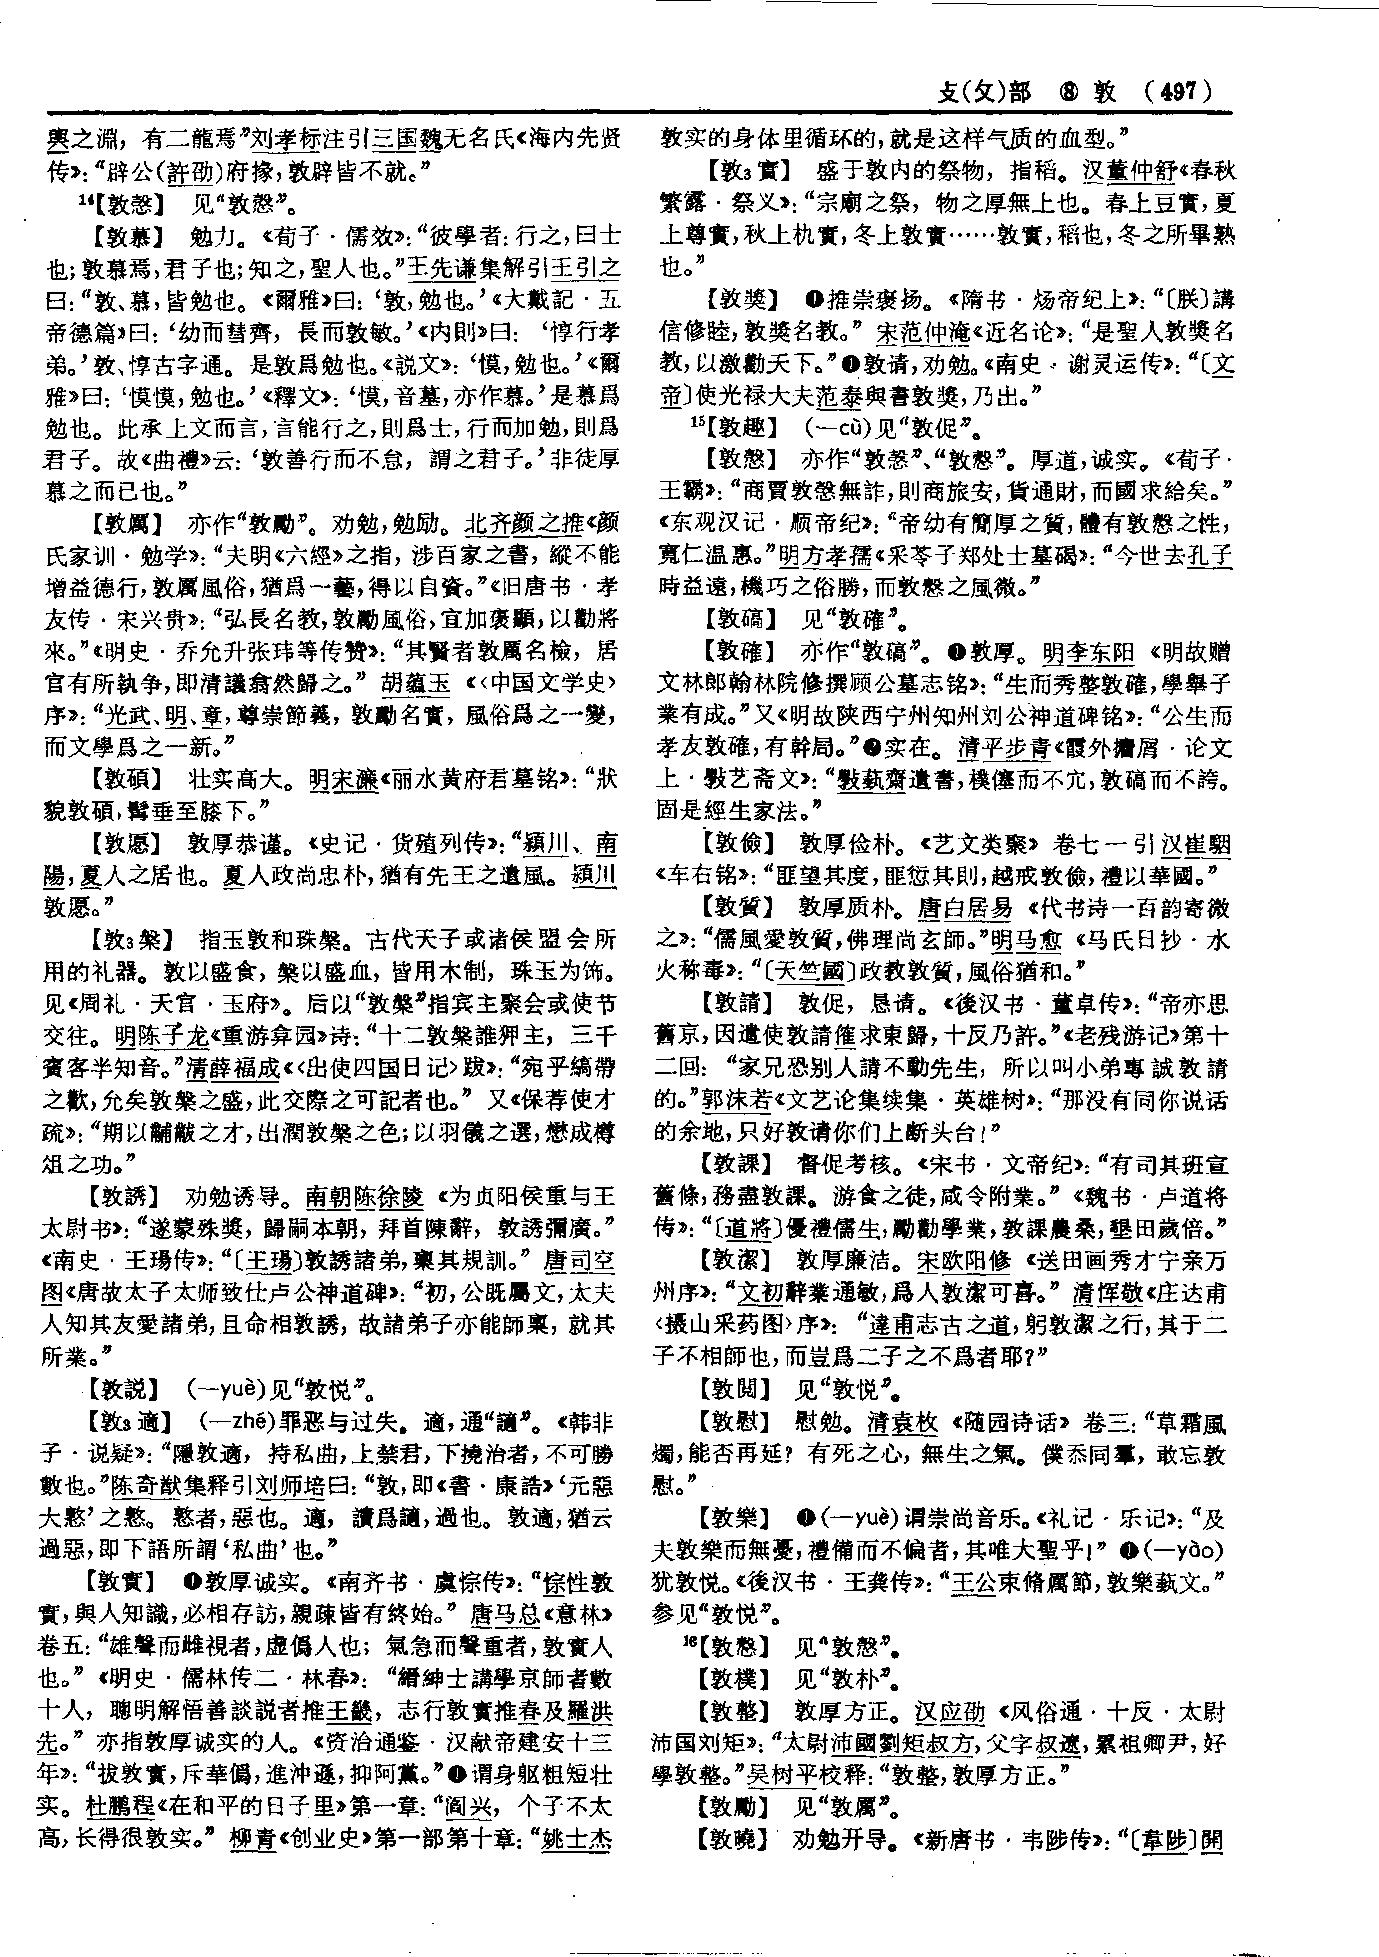 攴(攵)部　⑧敦　(497)
輿之淵，有二龍焉”刘孝标注引三国魏无名氏《海内先贤
传》：“辟公(許劭)府掾，敦辟皆不就。”
14【敦慤】　见“敦愨”。
【敦慕】　勉力。《荀子·儒效》：“彼學者：行之，曰士
也；敦慕焉，君子也；知之，聖人也。”王先谦集解引王引之
曰：“敦、慕，皆勉也。《爾雅》曰：‘敦，勉也。’《大戴記·五
帝德篇》曰：‘幼而彗齊，長而敦敏。’《内則》曰：‘惇行孝
弟。’敦、惇古字通。是敦爲勉也。《説文》：‘慔，勉也。’《爾
雅》曰：‘慔慔，勉也。’《釋文》：‘慔，音墓，亦作慕。’是慕爲
勉也。此承上文而言，言能行之，則爲士，行而加勉，則爲
君子。故《曲禮》云：‘敦善行而不怠，謂之君子。’非徒厚
慕之而已也。”
【敦厲】　亦作“敦勵”。劝勉，勉励。北齐颜之推《颜
氏家训·勉学》：“夫明《六經》之指，涉百家之書，縱不能
增益德行，敦厲風俗，猶爲一藝，得以自資。”《旧唐书·孝
友传·宋兴贵》：“弘長名教，敦勵風俗，宜加褒顯，以勸將
來。”《明史·乔允升张玮等传赞》：“其賢者敦厲名檢，居
官有所執争，即清議翕然歸之。”胡蕴玉《〈中国文学史〉
序》：“光武、明、章，尊崇節義，敦勵名實，風俗爲之一變，
而文學爲之一新。”
【敦碩】　壮实高大。明宋濂《丽水黄府君墓铭》：“狀
貌敦碩，髯垂至膝下。”
【敦愿】　敦厚恭谨。《史记·货殖列传》：“潁川、南
陽，夏人之居也。夏人政尚忠朴，猶有先王之遺風。潁川
敦愿。”
【敦3槃】　指玉敦和珠槃。古代天子或诸侯盟会所
用的礼器。敦以盛食，槃以盛血，皆用木制，珠玉为饰。
见《周礼·天官·玉府》。后以“敦槃”指宾主聚会或使节
交往。明陈子龙《重游弇园》诗：“十二敦槃誰狎主，三千
賓客半知音。”清薛福成《〈出使四国日记〉跋》：“宛乎縞帶
之歡，允矣敦槃之盛，此交際之可記者也。”又《保荐使才
疏》：“期以黼黻之才，出潤敦槃之色；以羽儀之選，懋成樽
俎之功。”
【敦誘】　劝勉诱导。南朝陈徐陵《为贞阳侯重与王
太尉书》：“遂蒙殊獎，歸嗣本朝，拜首陳辭，敦誘彌廣。”
《南史·王瑒传》：“〔王瑒〕敦誘諸弟，稟其規訓。”唐司空
图《唐故太子太师致仕卢公神道碑》：“初，公既屬文，太夫
人知其友愛諸弟，且命相敦誘，故諸弟子亦能師稟，就其
所業。”
【敦説】　(—yuè)见“敦悦”。
【敦3適】　(—zhé)罪恶与过失。適，通“謫”。《韩非
子·说疑》：“隱敦適，持私曲，上禁君，下撓治者，不可勝
數也。”陈奇猷集释引刘师培曰：“敦，即《書·康誥》‘元惡
大憝’之憝。憝者，惡也。適，讀爲謫，過也。敦適，猶云
過惡，即下語所謂‘私曲’也。”
【敦實】　❶敦厚诚实。《南齐书·虞悰传》：“悰性敦
實，與人知識，必相存訪，親疎皆有終始。”唐马总《意林》
卷五：“雄聲而雌視者，虚僞人也；氣急而聲重者，敦實人
也。”《明史·儒林传二·林春》：“縉紳士講學京師者數
十人，聰明解悟善談説者推王畿，志行敦實推春及羅洪
先。”亦指敦厚诚实的人。《资治通鉴·汉献帝建安十三
年》：“拔敦實，斥華僞，進沖遜，抑阿黨。”❶谓身躯粗短壮
实。杜鹏程《在和平的日子里》第一章：“阎兴，个子不太
高，长得很敦实。”柳青《创业史》第一部第十章：“姚士杰
敦实的身体里循环的，就是这样气质的血型。”
【敦3實】　盛于敦内的祭物，指稻。汉董仲舒《春秋
繁露·祭义》：“宗廟之祭，物之厚無上也。春上豆實，夏
上尊實，秋上朹實，冬上敦實……敦實，稻也，冬之所畢熟
也。”
【敦獎】　❶推崇褒扬。《隋书·炀帝纪上》：“〔朕〕講
信修睦，敦獎名教。”宋范仲淹《近名论》：“是聖人敦獎名
教，以激勸天下。”❶敦请，劝勉。《南史·谢灵运传》：“〔文
帝〕使光禄大夫范泰與書敦獎，乃出。”
15【敦趣】　(—cù)见“敦促”。
【敦愨】　亦作“敦慤”、“敦慇”。厚道，诚实。《荀子·
王霸》：“商賈敦愨無詐，則商旅安，貨通財，而國求給矣。”
《东观汉记·顺帝纪》：“帝幼有簡厚之質，體有敦愨之性，
寬仁温惠。”明方孝孺《采苓子郑处士墓碣》：“今世去孔子
時益遠，機巧之俗勝，而敦愨之風微。”
【敦碻】　见“敦確”。
【敦確】　亦作“敦碻”。❶敦厚。明李东阳《明故赠
文林郎翰林院修撰顾公墓志铭》：“生而秀整敦確，學舉子
業有成。”又《明故陕西宁州知州刘公神道碑铭》：“公生而
孝友敦確，有幹局。”❷实在。清平步青《霞外攟屑·论文
上·斅艺斋文》：“斅藝齋遺書，樸僿而不宂，敦碻而不誇。
固是經生家法。”
【敦儉】　敦厚俭朴。《艺文类聚》卷七一引汉崔駰
《车右铭》：“匪望其度，匪愆其則，越戒敦儉，禮以華國。”
【敦質】　敦厚质朴。唐白居易《代书诗一百韵寄微
之》：“儒風愛敦質，佛理尚玄師。”明马愈《马氏日抄·水
火称毒》：“〔天竺國〕政教敦質，風俗猶和。”
【敦請】　敦促，恳请。《後汉书·董卓传》：“帝亦思
舊京，因遣使敦請傕求東歸，十反乃許。”《老残游记》第十
二回：“家兄恐别人請不動先生，所以叫小弟專誠敦請
的。”郭沫若《文艺论集续集·英雄树》：“那没有同你说话
的余地，只好敦请你们上断头台！”
【敦課】　督促考核。《宋书·文帝纪》：“有司其班宣
舊條，務盡敦課。游食之徒，咸令附業。”《魏书·卢道将
传》：“〔道將〕優禮儒生，勵勸學業，敦課農桑，墾田歲倍。”
【敦潔】　敦厚廉洁。宋欧阳修《送田画秀才宁亲万
州序》：“文初辭業通敏，爲人敦潔可喜。”清恽敬《庄达甫
〈摄山采药图〉序》：“達甫志古之道，躬敦潔之行，其于二
子不相師也，而豈爲二子之不爲者耶？”
【敦閲】　见“敦悦”。
【敦慰】　慰勉。清袁枚《随园诗话》卷三：“草霜風
燭，能否再延？有死之心，無生之氣。僕忝同羣，敢忘敦
慰。”
【敦樂】　❶(—yuè)谓崇尚音乐。《礼记·乐记》：“及
夫敦樂而無憂，禮備而不偏者，其唯大聖乎！”❶(—yào)
犹敦悦。《後汉书·王龚传》：“王公束脩厲節，敦樂藝文。”
参见“敦悦”。
16【敦慇】　见“敦愨”。
【敦樸】　见“敦朴”。
【敦整】　敦厚方正。汉应劭《风俗通·十反·太尉
沛国刘矩》：“太尉沛國劉矩叔方，父字叔遼，累祖卿尹，好
學敦整。”吴树平校释：“敦整，敦厚方正。”
【敦勵】　见“敦厲”。
【敦曉】　劝勉开导。《新唐书·韦陟传》：“〔韋陟〕開